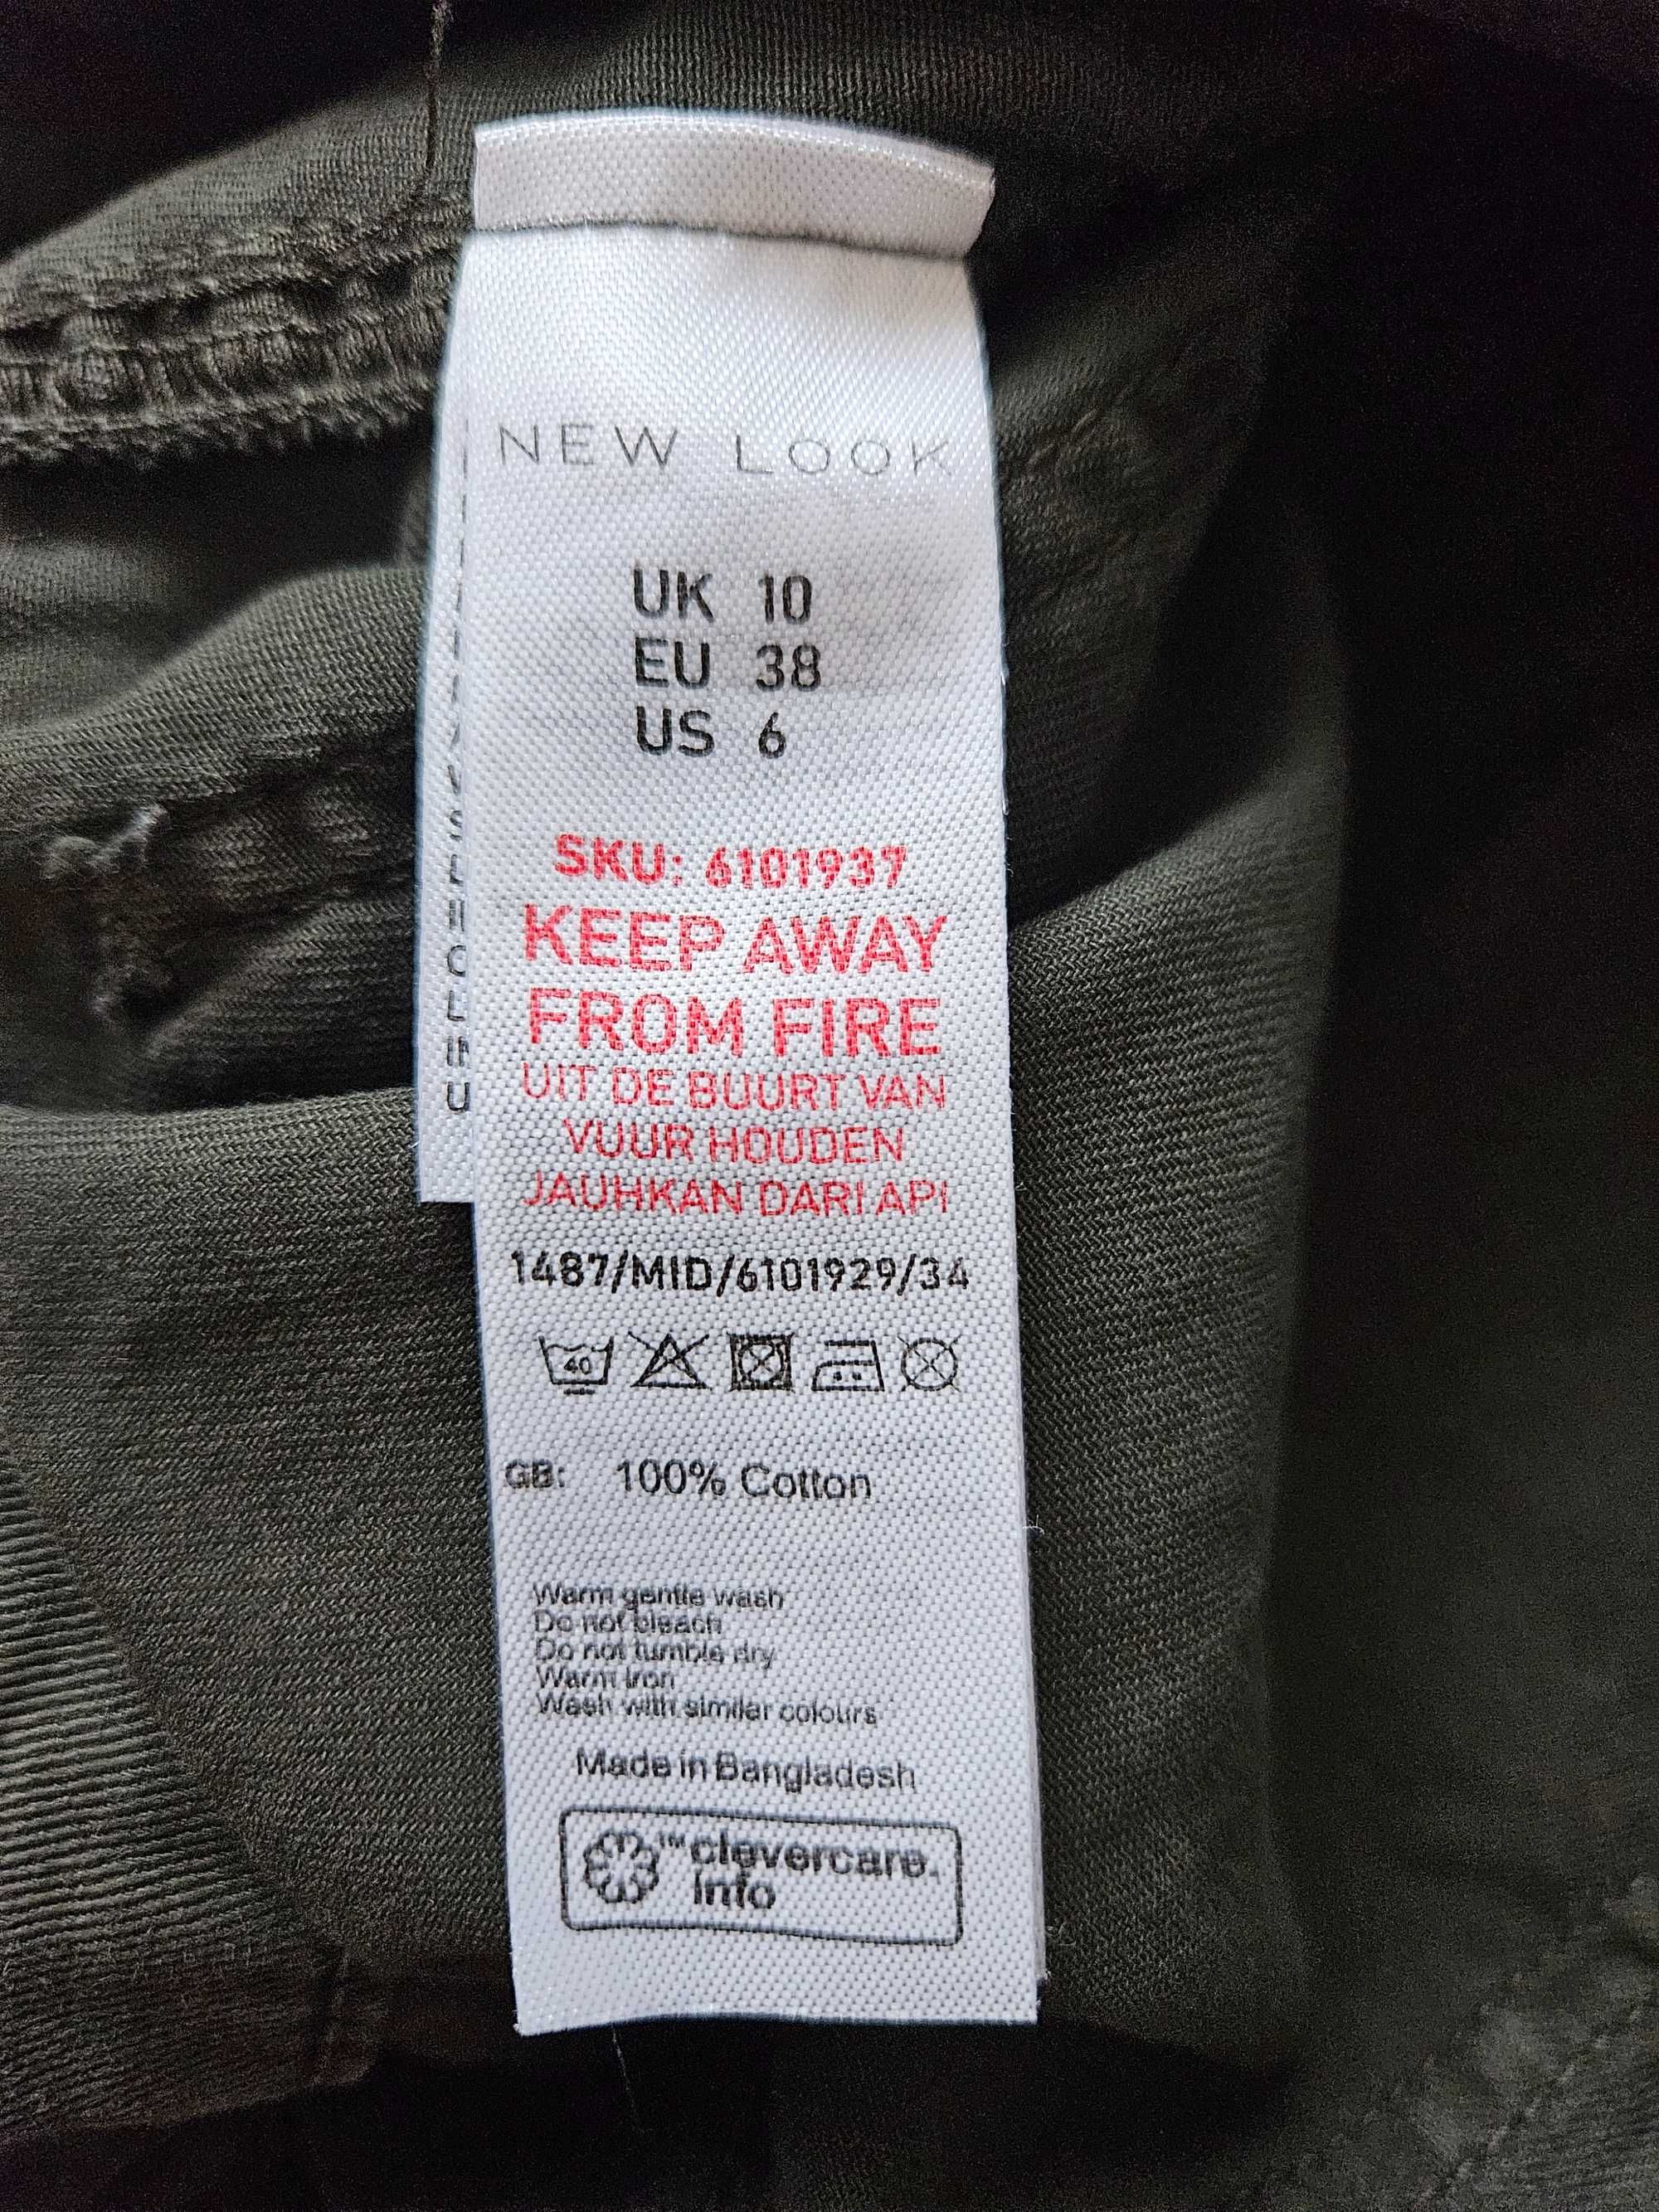 NEW LOOK
UK 10
EU 38
US 6
SKU: 6101937
KEEP AWAY
FROM FIRE
UIT DE BUURT VAN
VUUR HOUDEN
JAUHKAN DARI API
1487/MID/6101929/34
40
GB: 100% Cotton
Warm gentle wash
Do not bleach
Do not tumble dry
Warm Iron
Wash with similar colours
Made in Bangladesh
™clevercare.
info